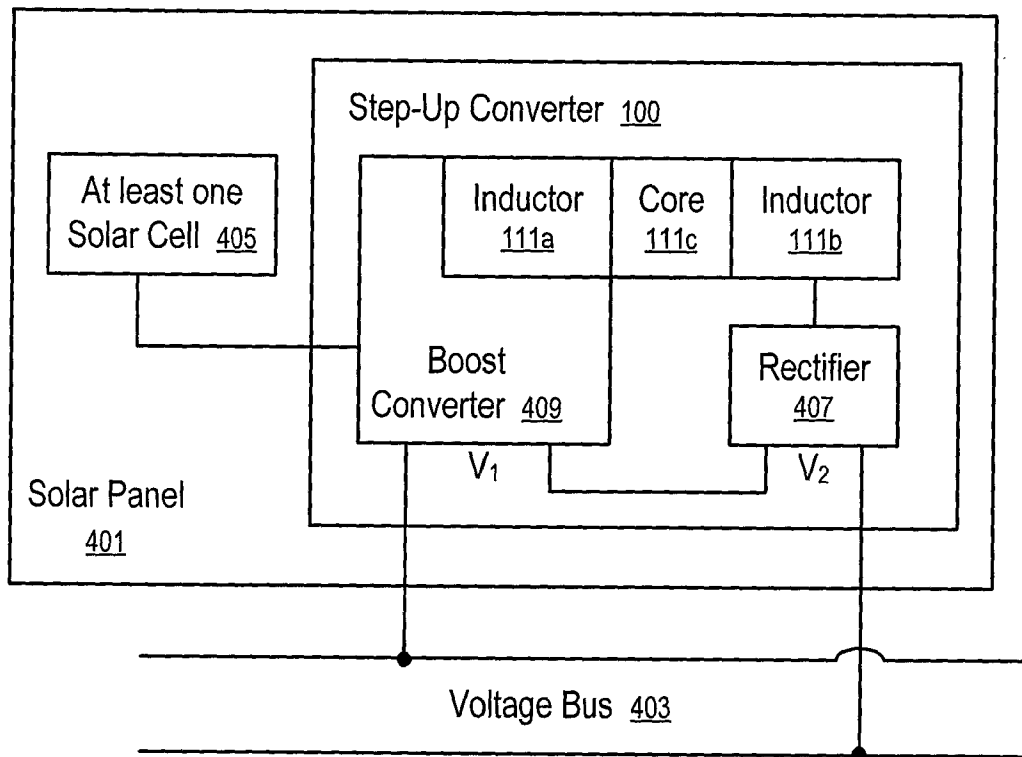 Step-Up Converter 100
At least one
Solar Cell 405
Inductor
111a
Core
111c
Inductor
111b
Boost
Converter 409
Rectifier
407
V1
V2
Solar Panel
401
Voltage Bus 403